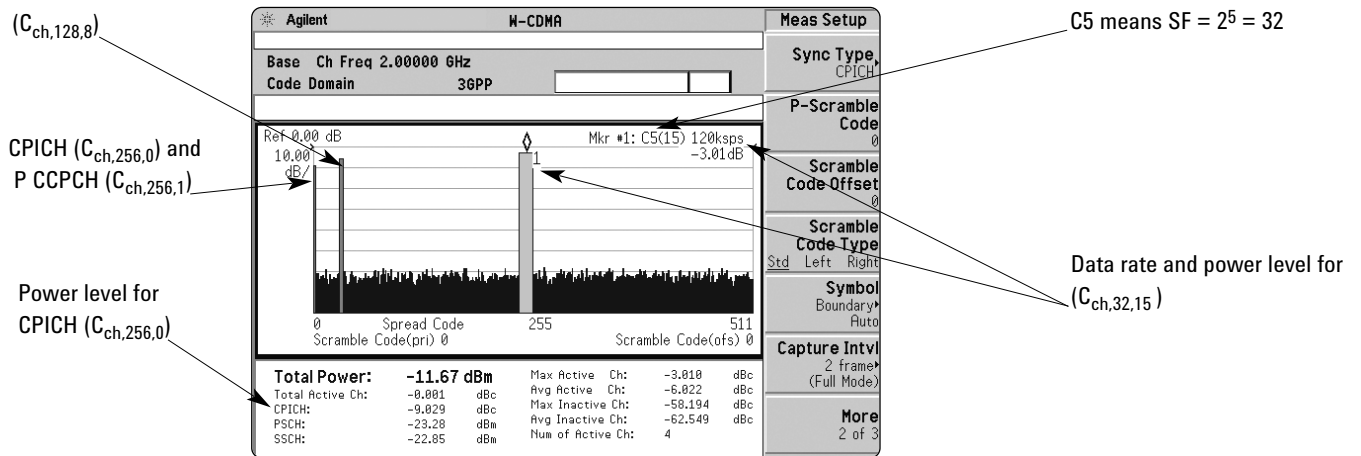 (Cch,128,8)
CPICH (Cch,256,0) and
P CCPCH (Cch,256,1)
Power level for
CPICH (Cch,256,0)
Agilent W-CDMA
Base Ch Freq 2.00000 GHz
Code Domain 3GPP
Ref 0.00 dB
10.00
dB/
Mkr #1: C5(15) 120ksps
-3.01dB
1
0 Spread Code 255 511
Scramble Code(pri) 0 Scramble Code(ofs) 0
Total Power: -11.67 dBm
Total Active Ch: -0.001 dBc
CPICH: -9.029 dBc
PSCH: -23.28 dBm
SSCH: -22.85 dBm
Max Active Ch: -3.010 dBc
Avg Active Ch: -6.022 dBc
Max Inactive Ch: -58.194 dBc
Avg Inactive Ch: -62.549 dBc
Num of Active Ch: 4
Meas Setup
Sync Type
CPICH
P-Scramble
Code
0
Scramble
Code Offset
0
Scramble
Code Type
Std Left Right
Symbol
Boundary
Auto
Capture Intvl
2 frame
(Full Mode)
More
2 of 3
C5 means SF = 2⁵ = 32
Data rate and power level for
(Cch,32,15 )